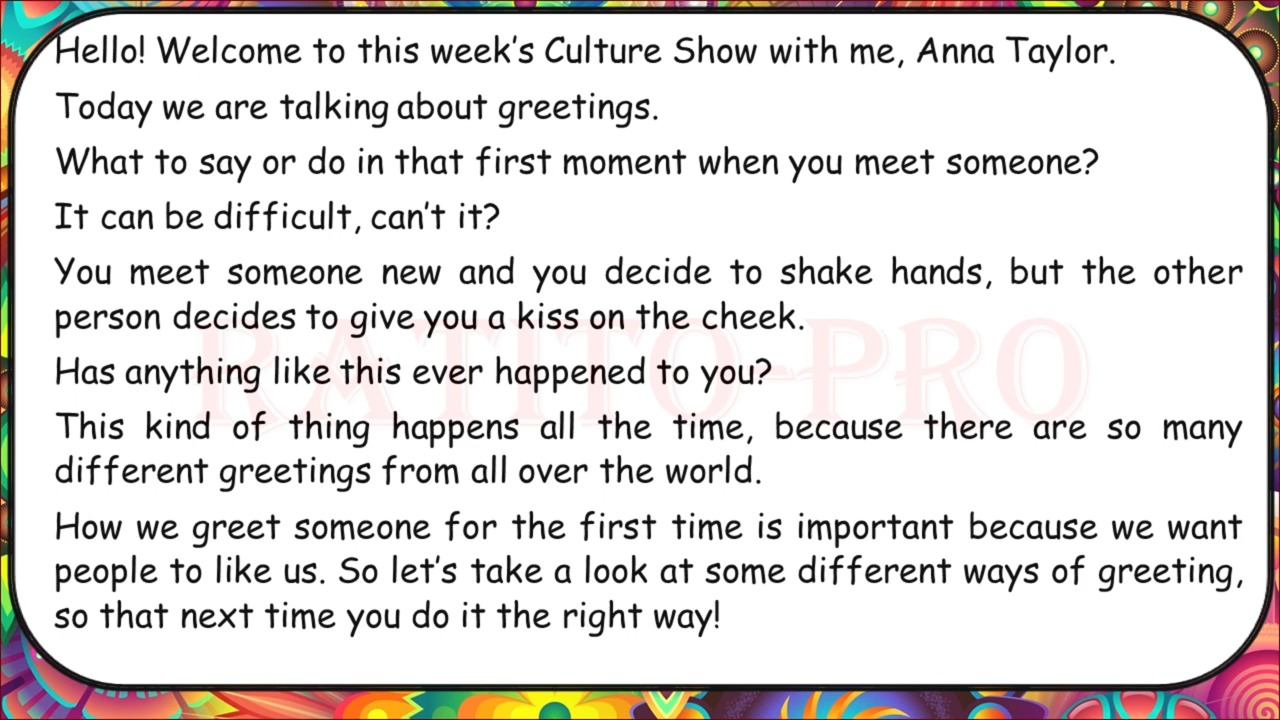 Hello! Welcome to this week's Culture Show with me, Anna Taylor.
Today we are talking about greetings.
What to say or do in that first moment when you meet someone?
It can be difficult, can't it?
You meet someone new and you decide to shake hands, but the other
person decides to give you a kiss on the cheek.
Has anything like this ever happened to you?
This kind of thing happens all the time, because there are so many
different greetings from all over the world.
How we greet someone for the first time is important because we want
people to like us. So let's take a look at some different ways of greeting,
so that next time you do it the right way!
RATITO-PRO